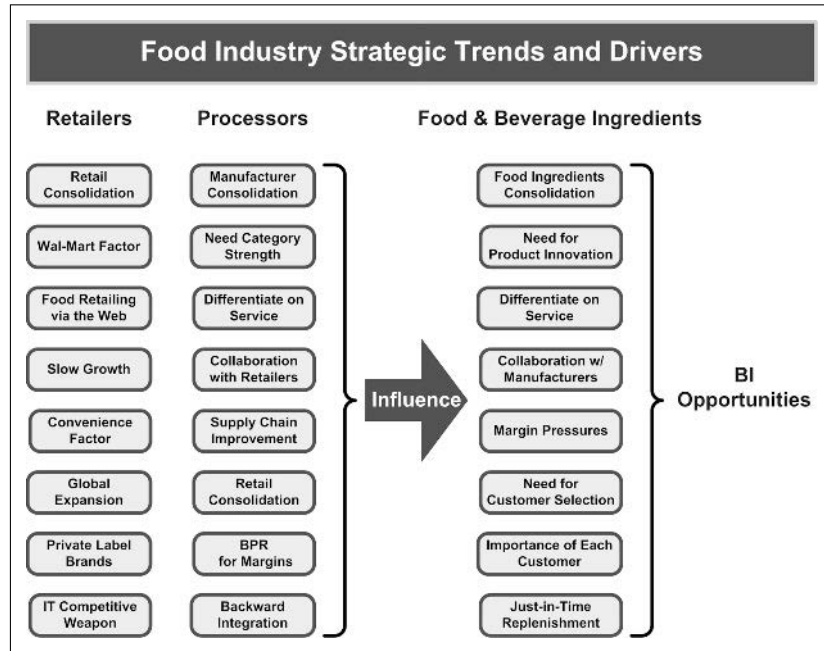 Food Industry Strategic Trends and Drivers
Retailers
Retail
Consolidation
Wal-Mart Factor
Food Retailing
via the Web
Slow Growth
Convenience
Factor
Global
Expansion
Private Label
Brands
IT Competitive
Weapon
Processors
Manufacturer
Consolidation
Need Category
Strength
Differentiate on
Service
Collaboration
with Retailers
Supply Chain
Improvement
Retail
Consolidation
BPR
for Margins
Backward
Integration
Influence
Food & Beverage Ingredients
Food Ingredients
Consolidation
Need for
Product Innovation
Differentiate on
Service
Collaboration w/
Manufacturers
Margin Pressures
Need for
Customer Selection
Importance of Each
Customer
Just-in-Time
Replenishment
BI
Opportunities